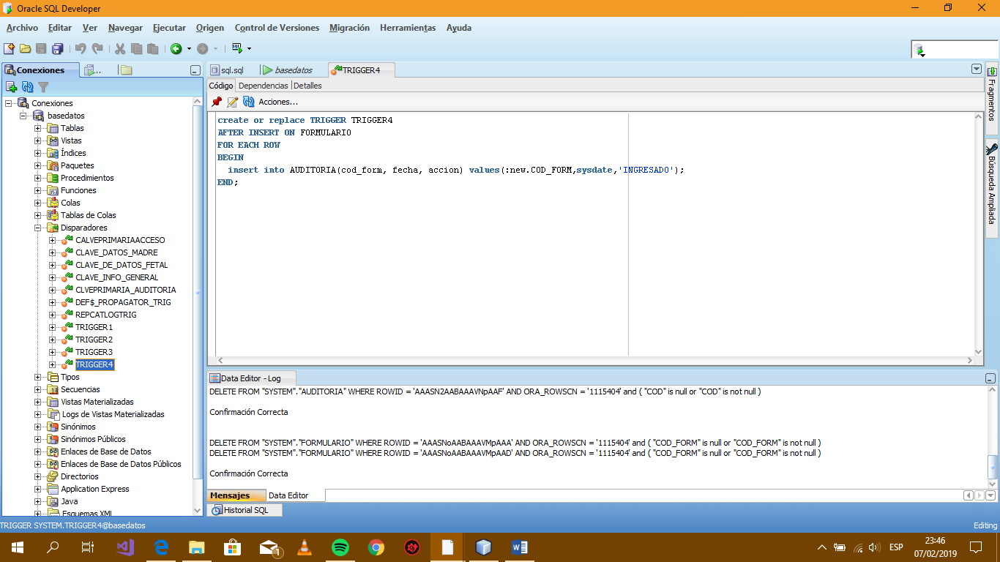 Oracle SQL Developer
Archivo Editar Ver Navegar Ejecutar Origen Control de Versiones Migración Herramientas Ayuda
Conexiones
sql.sql basedatos TRIGGER4
Código Dependencias Detalles
Acciones...
Conexiones
basedatos
Tablas
Vistas
Índices
Paquetes
Procedimientos
Funciones
Colas
Tablas de Colas
Disparadores
CALVEPRIMARIAACCESO
CLAVE_DATOS_MADRE
CLAVE_DE_DATOS_FETAL
CLAVE_INFO_GENERAL
CLVEPRIMARIA_AUDITORIA
DEF$_PROPAGATOR_TRIG
REPCATLOGTRIG
TRIGGER1
TRIGGER2
TRIGGER3
TRIGGER4
Tipos
Secuencias
Vistas Materializadas
Logs de Vistas Materializadas
Sinónimos
Sinónimos Públicos
Enlaces de Base de Datos
Enlaces de Base de Datos Públicos
Directorios
Application Express
Java
Esquemas XML
create or replace TRIGGER TRIGGER4
AFTER INSERT ON FORMULARIO
FOR EACH ROW
BEGIN
insert into AUDITORIA(cod_form, fecha, accion) values(:new.COD_FORM,sysdate,'INGRESADO');
END;
Fragmentos
Búsqueda Ampliada
Data Editor - Log
DELETE FROM "SYSTEM"."AUDITORIA" WHERE ROWID = 'AAASN2AABAAAVNpAAF' AND ORA_ROWSCN = '1115404' and ( "COD" is null or "COD" is not null )
Confirmación Correcta
DELETE FROM "SYSTEM"."FORMULARIO" WHERE ROWID = 'AAASNoAABAAAVMpAAA' AND ORA_ROWSCN = '1115404' and ( "COD_FORM" is null or "COD_FORM" is not null )
DELETE FROM "SYSTEM"."FORMULARIO" WHERE ROWID = 'AAASNoAABAAAVMpAAD' AND ORA_ROWSCN = '1115404' and ( "COD_FORM" is null or "COD_FORM" is not null )
Confirmación Correcta
Mensajes Data Editor
Historial SQL
TRIGGER SYSTEM.TRIGGER4@basedatos
Editing
1
ESP
23:46
07/02/2019